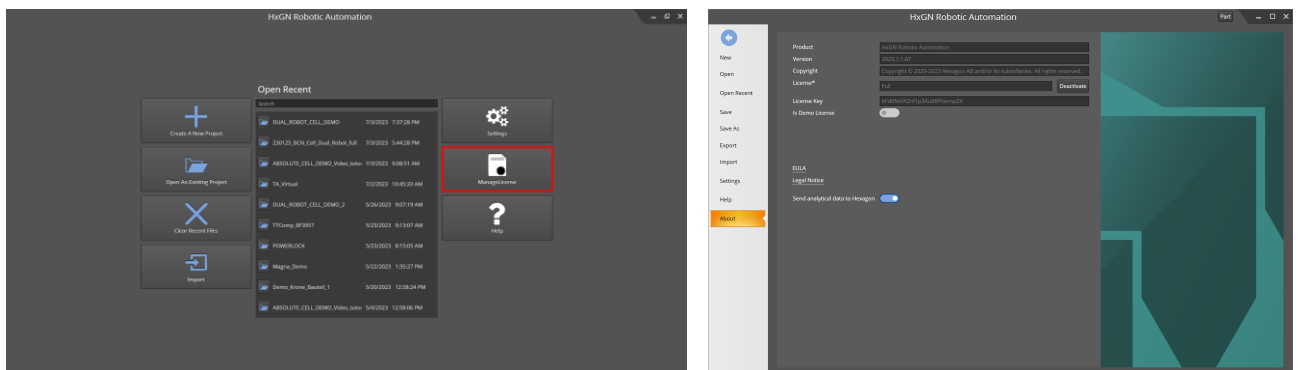 HxGN Robotic Automation
Open Recent
Search
Create A New Project
Open An Existing Project
Clear Recent Files
Import
DUAL_ROBOT_CELL_DEMO 7/3/2023 7:37:28 PM
230125_BCN_Cell_Dual_Robot_full 7/3/2023 5:44:28 PM
ABSOLUTE_CELL_DEMO_Video_tutor 7/3/2023 9:08:51 AM
TA_Virtual 7/2/2023 10:45:33 AM
DUAL_ROBOT_CELL_DEMO_2 5/26/2023 9:07:19 AM
TTComp_BF3957 5/23/2023 9:13:07 AM
POWERLOCK 5/23/2023 8:15:05 AM
Magna_Demo 5/22/2023 1:35:27 PM
Demo_Krone_Bauteil_1 5/20/2023 12:58:24 PM
ABSOLUTE_CELL_DEMO_Video_tutor 5/4/2023 12:58:06 PM
Settings
ManageLicense
Help
HxGN Robotic Automation
Part
New
Open
Open Recent
Save
Save As
Export
Import
Settings
Help
About
Product HxGN Robotic Automation
Version 2023.1.1.67
Copyright Copyright © 2020-2023 Hexagon AB and/or its subsidiaries. All rights reserved.
License* Full Deactivate
License Key
Is Demo License
EULA
Legal Notice
Send analytical data to Hexagon